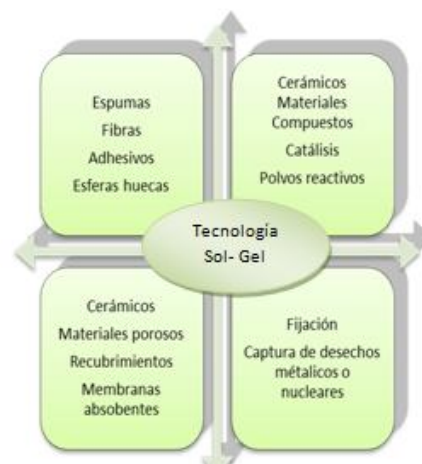 Espumas
Fibras
Adhesivos
Esferas huecas
Cerámicos
Materiales
Compuestos
Catálisis
Polvos reactivos
Tecnología
Sol- Gel
Cerámicos
Materiales porosos
Recubrimientos
Membranas
absobentes
Fijación
Captura de desechos
métalicos o
nucleares